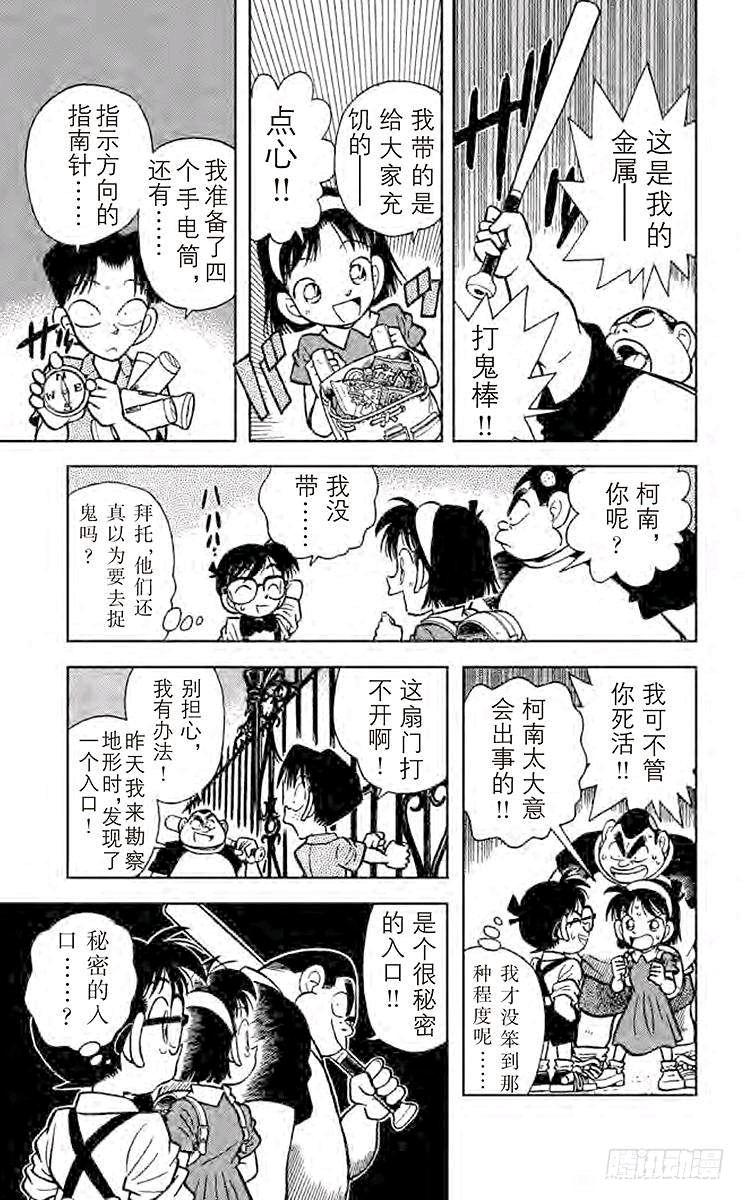 这是我的
金属——
打鬼棒!!
我带的是
给大家充
饥的——
点心!!
我准备了四
个手电筒，
还有……
指示方向的
指南针……
柯南，
你呢？
我没
带……
拜托，他们还
真以为要去捉
鬼吗？
我可不管
你死活!!
柯南太大意
会出事的!!
我才没笨到那
种程度呢……
这扇门打
不开啊！
别担心，
我有办法！
昨天我来勘察
地形时，发现了
一个入口！
是个很秘密
的入口!!
秘密的入
口……？
W
E
腾讯动漫